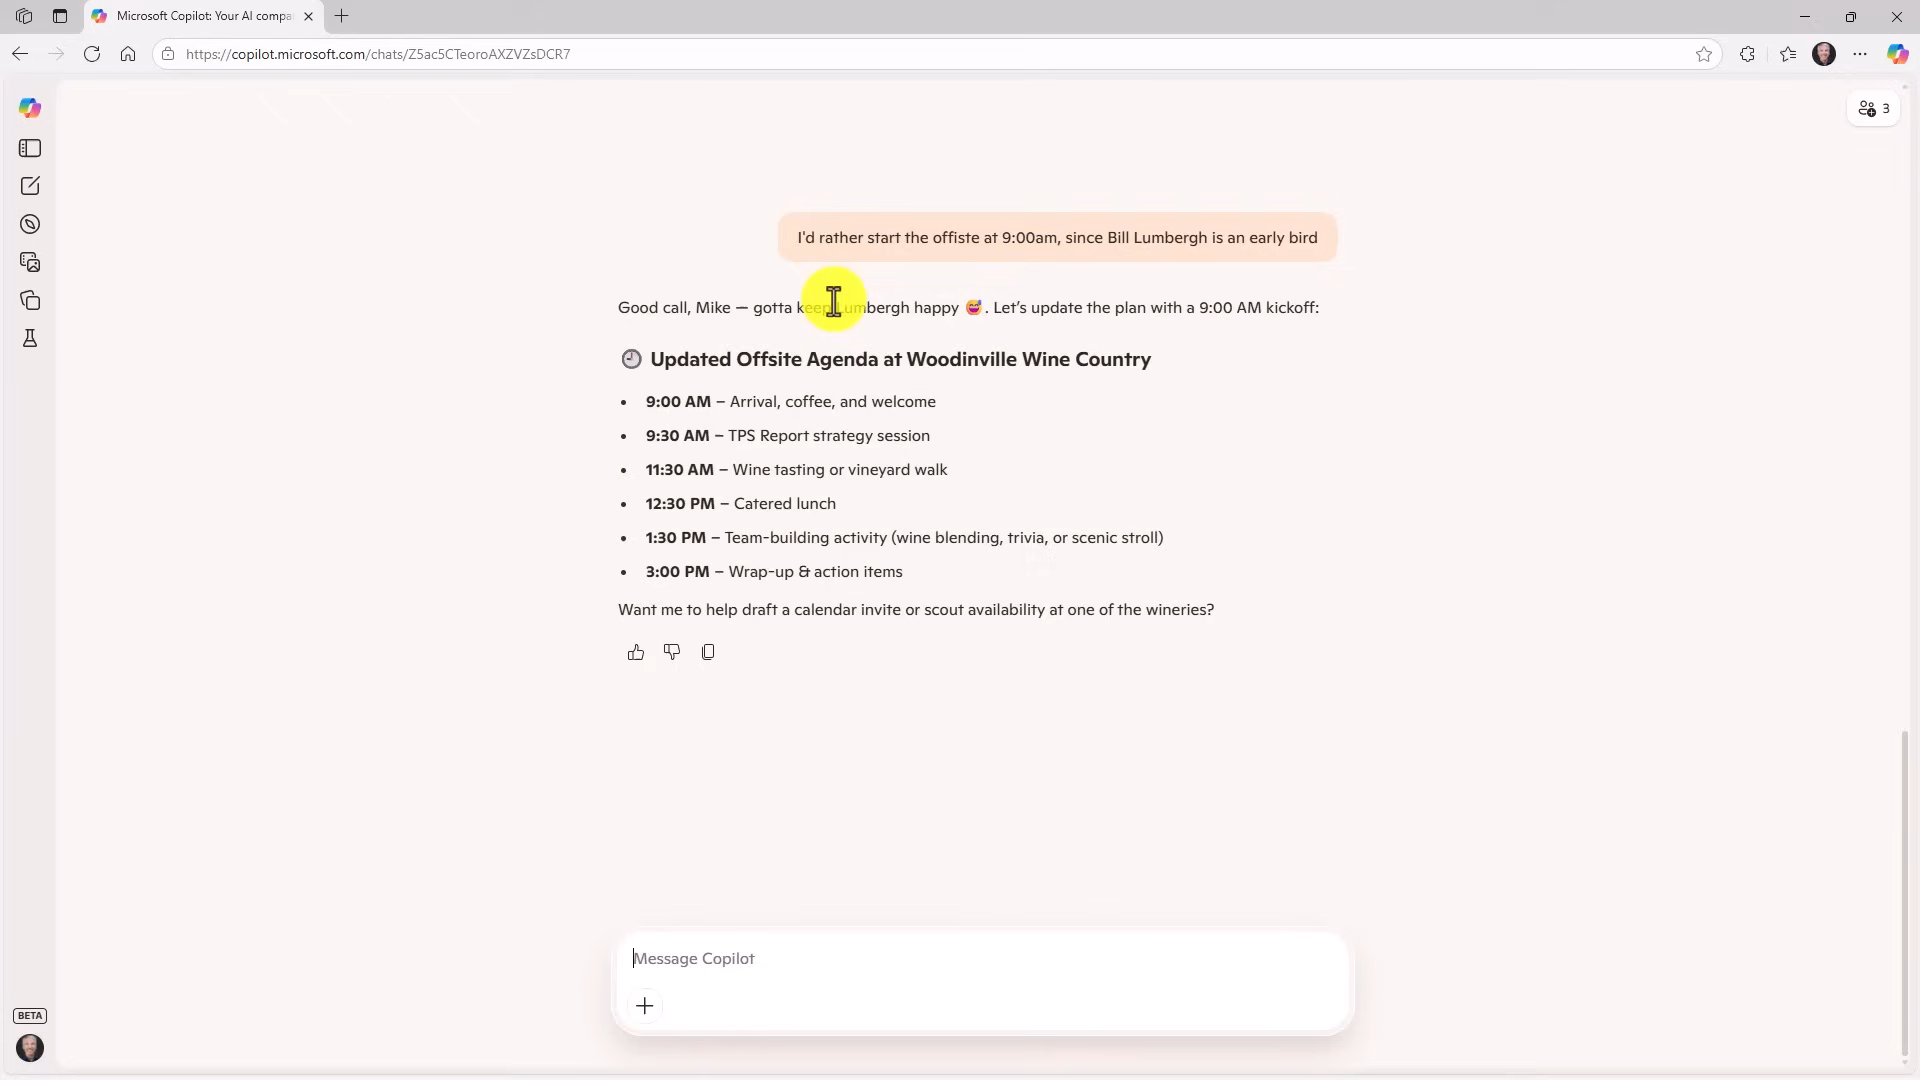 Microsoft Copilot: Your AI compa
https://copilot.microsoft.com/chats/Z5ac5CTeoroAXZVZsDCR7
3
I'd rather start the offiste at 9:00am, since Bill Lumbergh is an early bird
Good call, Mike — gotta keep Lumbergh happy 😅. Let's update the plan with a 9:00 AM kickoff:
🕘 Updated Offsite Agenda at Woodinville Wine Country
• 9:00 AM – Arrival, coffee, and welcome
• 9:30 AM – TPS Report strategy session
• 11:30 AM – Wine tasting or vineyard walk
• 12:30 PM – Catered lunch
• 1:30 PM – Team-building activity (wine blending, trivia, or scenic stroll)
• 3:00 PM – Wrap-up & action items
Want me to help draft a calendar invite or scout availability at one of the wineries?
Message Copilot
BETA